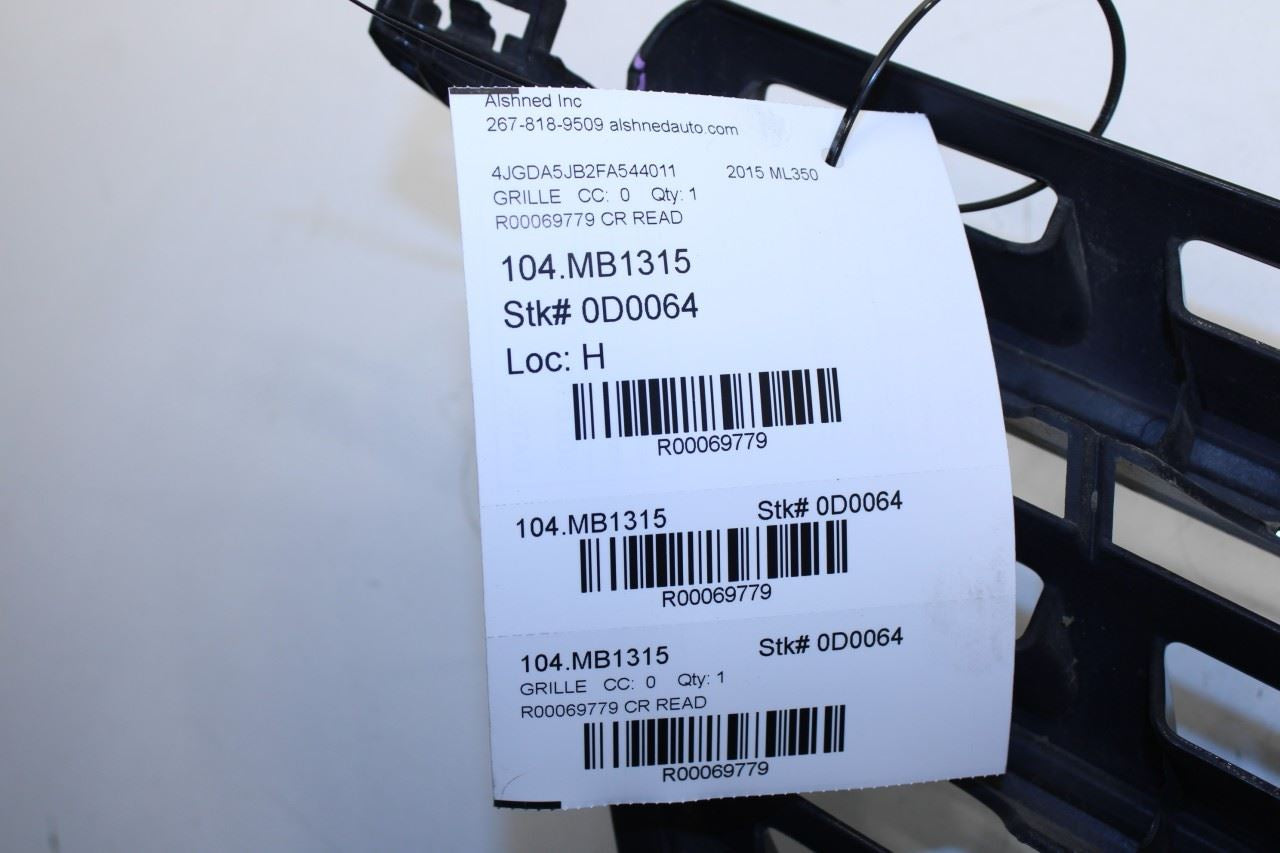 Alshned Inc
267-818-9509 alshnedauto.com
4JGDA5JB2FA544011 2015 ML350
GRILLE CC: 0 Qty: 1
R00069779 CR READ
104.MB1315
Stk# 0D0064
Loc: H
R00069779
104.MB1315 Stk# 0D0064
R00069779
104.MB1315 Stk# 0D0064
GRILLE CC: 0 Qty: 1
R00069779 CR READ
R00069779